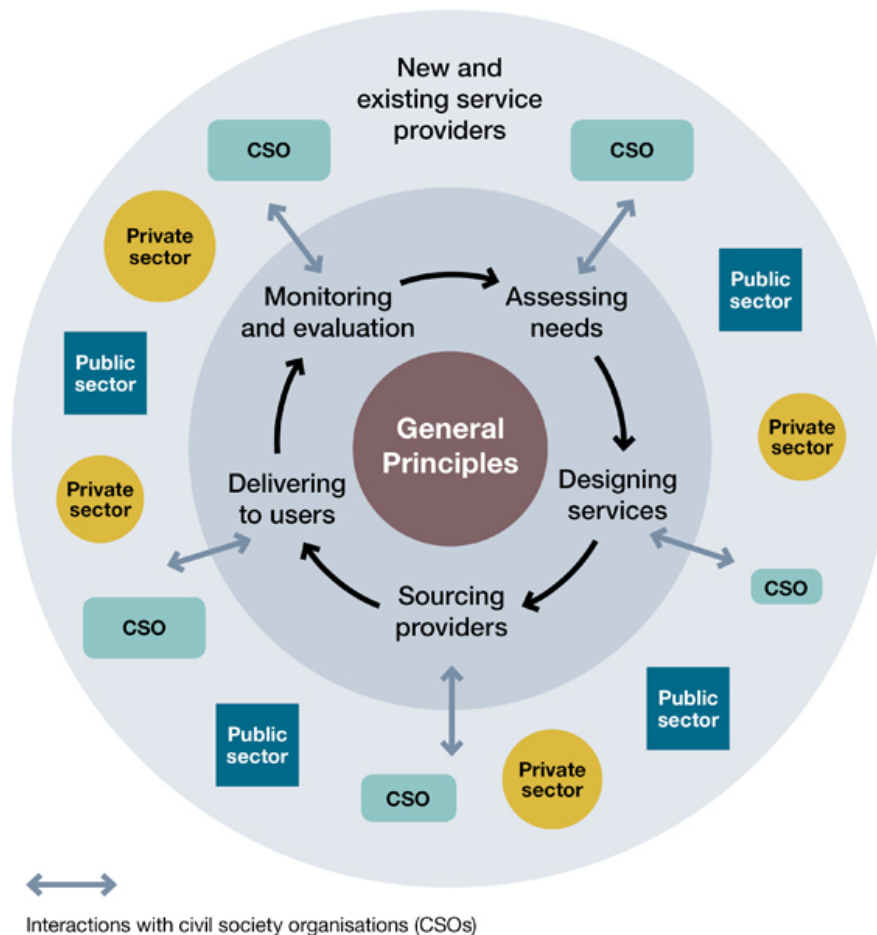 New and
existing service
providers
CSO
CSO
Private
sector
Public
sector
Monitoring
and evaluation
Assessing
needs
Public
sector
General
Principles
Private
sector
Private
sector
Delivering
to users
Designing
services
Sourcing
providers
CSO
CSO
Public
sector
Public
sector
Private
sector
CSO
Interactions with civil society organisations (CSOs)